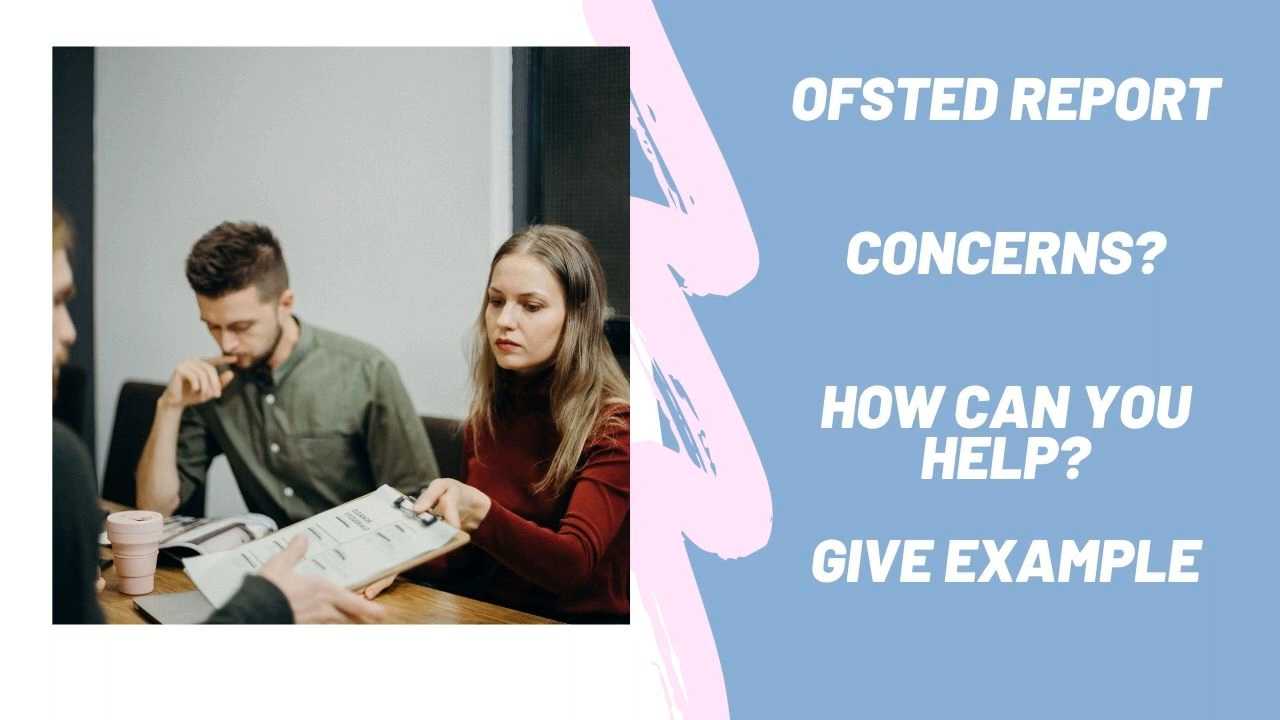 OFSTED REPORT
CONCERNS?
HOW CAN YOU
HELP?
GIVE EXAMPLE